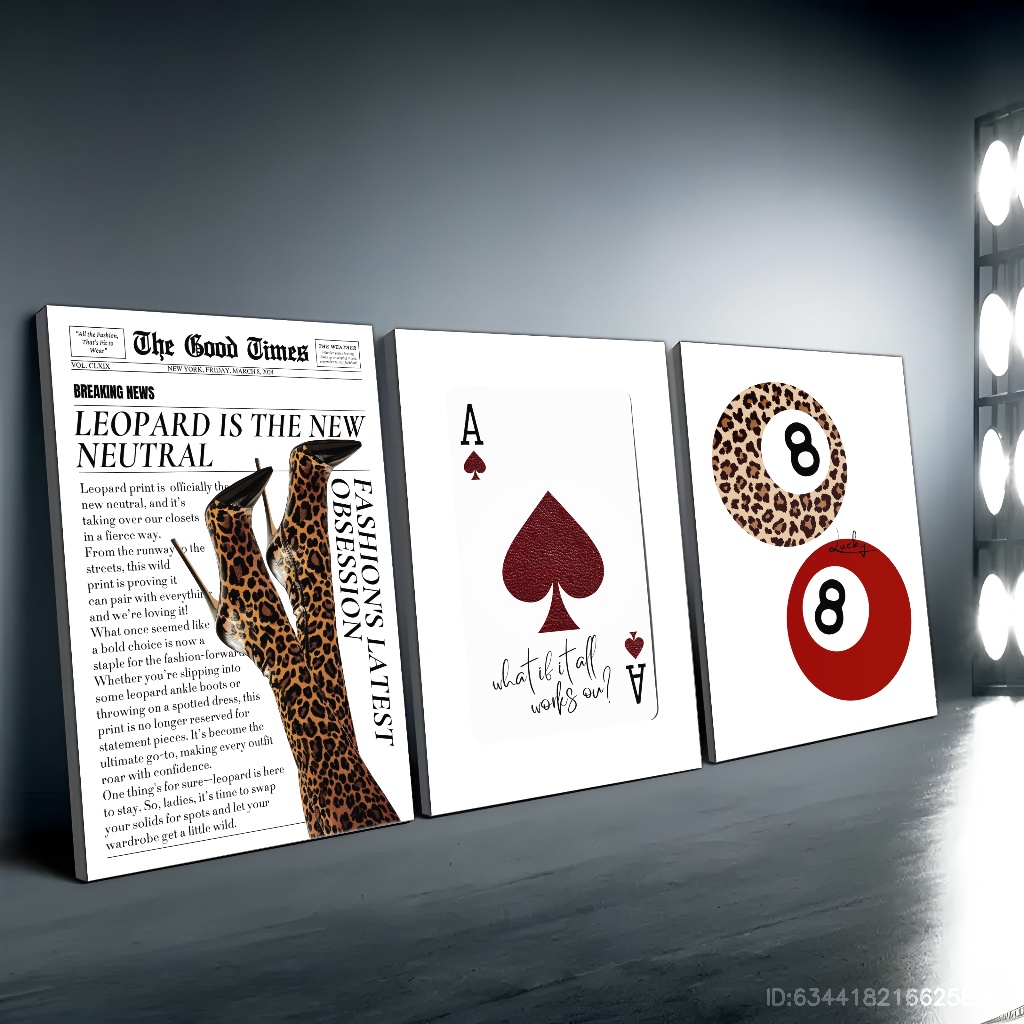 "All the Fashion,
That's Fit to
Wear"
The Good Times
THE WEATHER
VOL. CLXIX
NEW YORK, FRIDAY, MARCH 8, 2024
BREAKING NEWS
LEOPARD IS THE NEW
NEUTRAL
Leopard print is officially the
new neutral, and it's
taking over our closets
in a fierce way.
From the runway to the
streets, this wild
print is proving it
can pair with everything
and we're loving it!
What once seemed like
a bold choice is now a
staple for the fashion-forward.
Whether you're slipping into
some leopard ankle boots or
throwing on a spotted dress, this
print is no longer reserved for
statement pieces. It's become the
ultimate go-to, making every outfit
roar with confidence.
One thing's for sure—leopard is here
to stay. So, ladies, it's time to swap
your solids for spots and let your
wardrobe get a little wild.
FASHION'S LATEST
OBSESSION
A
what if it all
works out?
A
8
Lucky
8